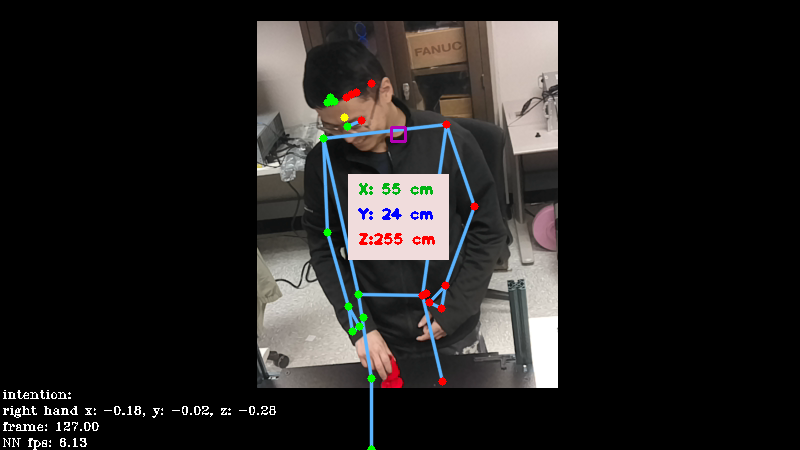 FANUC
X: 55 cm
Y: 24 cm
Z:255 cm
intention:
right hand x: -0.18, y: -0.02, z: -0.28
frame: 127.00
NN fps: 6.13